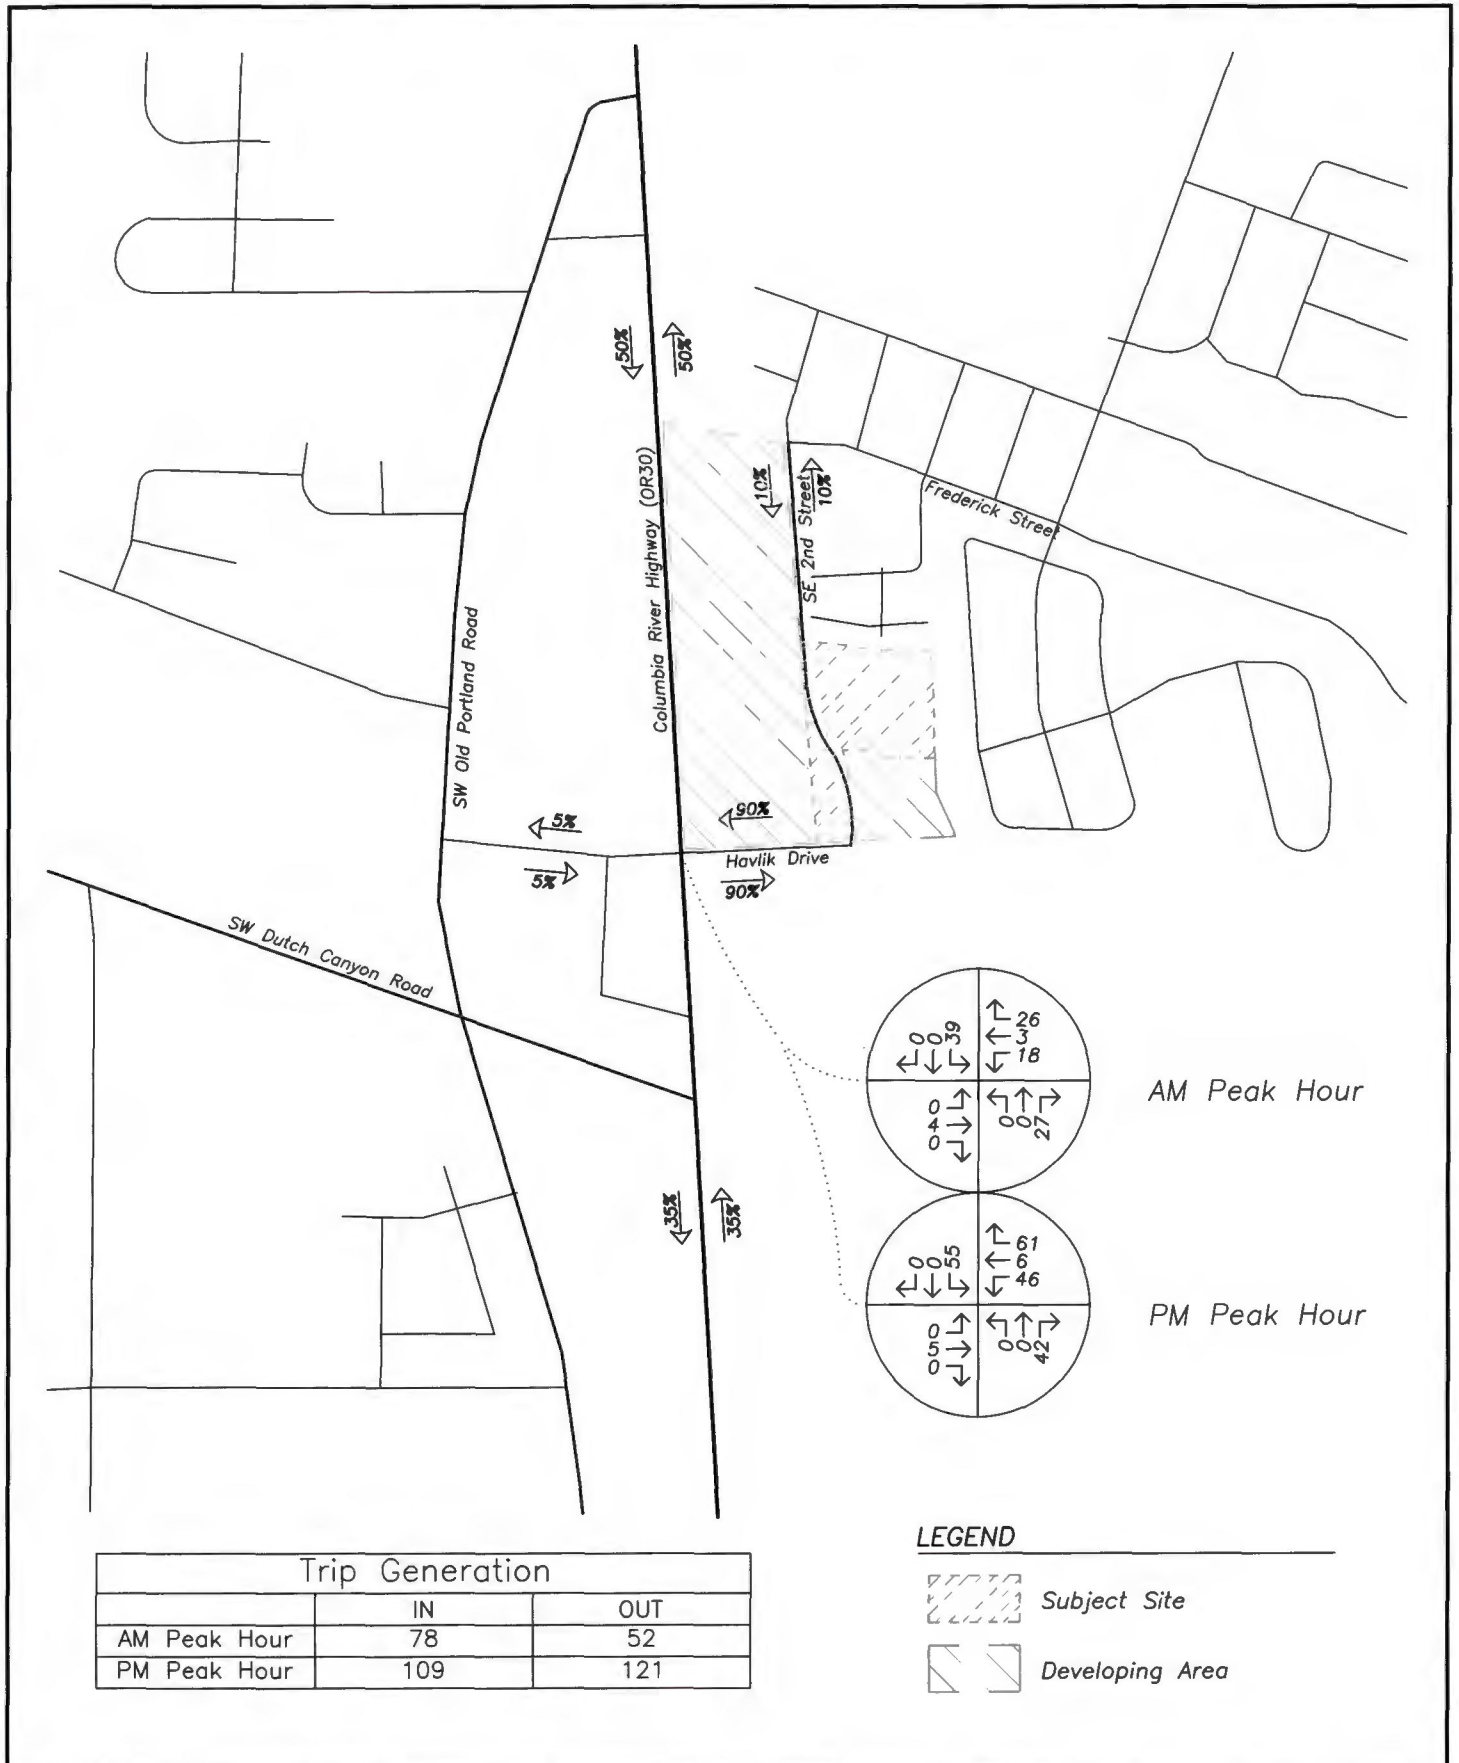 50%
50%
Columbia River Highway (OR30)
10%
SE 2nd Street
10%
Frederick Street
SW Old Portland Road
5%
90%
5%
Havlik Drive
90%
SW Dutch Canyon Road
0 0 39
26
3
18
0
4
0
0 0 27
AM Peak Hour
35%
35%
0 0 55
61
6
46
0
5
0
0 0 42
PM Peak Hour
Trip Generation
IN OUT
AM Peak Hour 78 52
PM Peak Hour 109 121
LEGEND
Subject Site
Developing Area